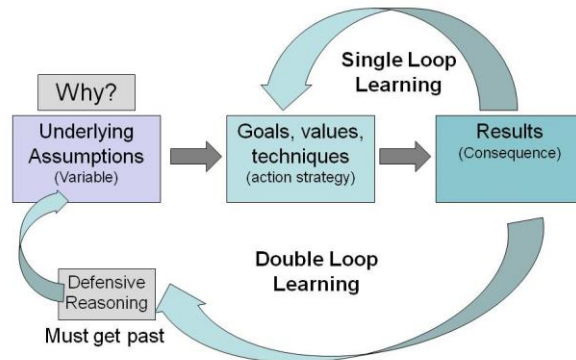 Single Loop
Learning
Why?
Underlying
Assumptions
(Variable)
Goals, values,
techniques
(action strategy)
Results
(Consequence)
Double Loop
Learning
Defensive
Reasoning
Must get past